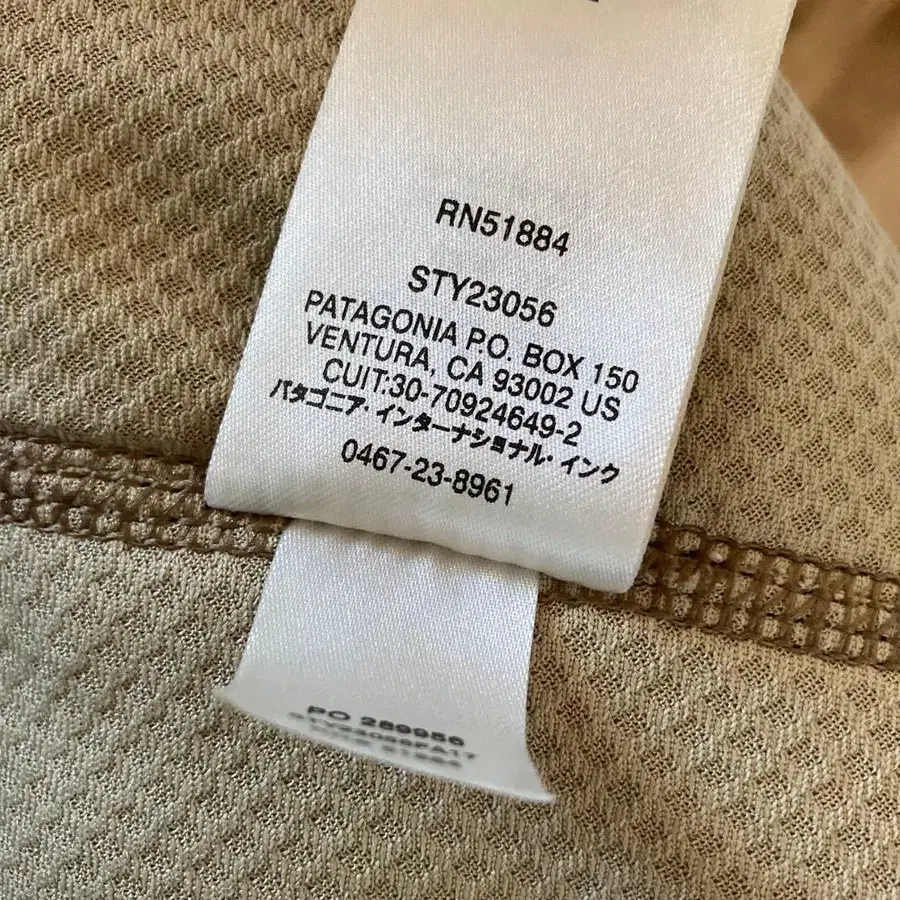 RN51884
STY23056
PATAGONIA P.O. BOX 150
VENTURA, CA 93002 US
CUIT:30-70924649-2
パタゴニア・インターナショナル・インク
0467-23-8961
PO 289956
STY23056FA17